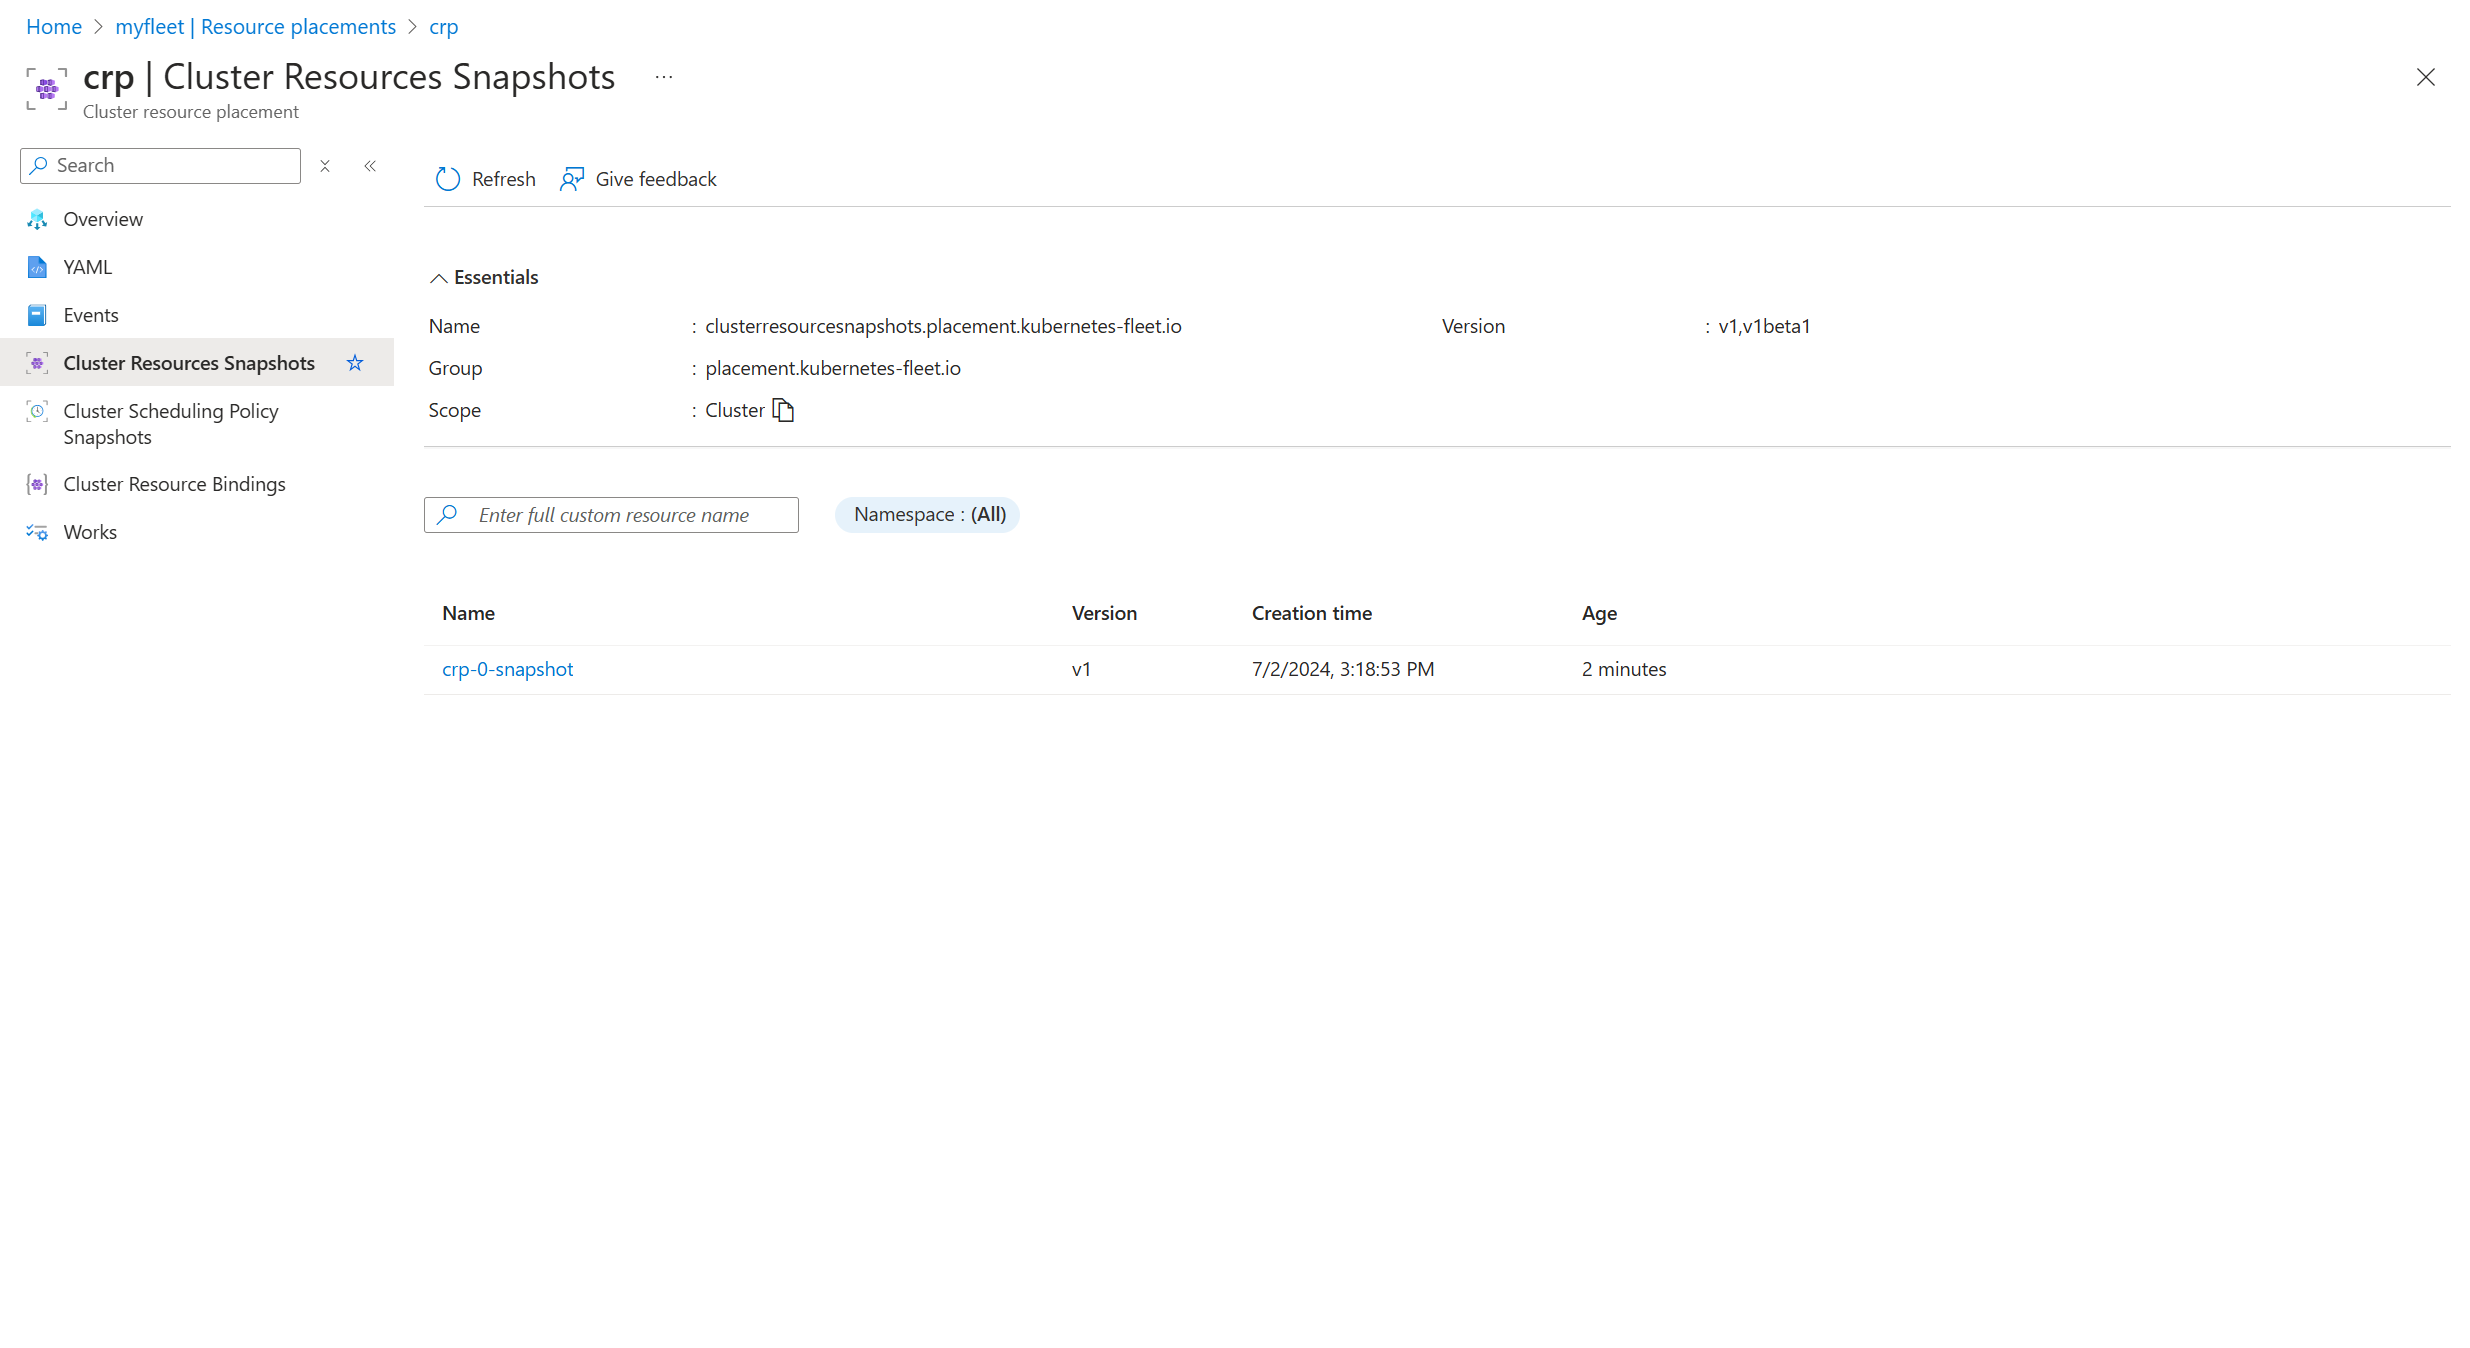 Home > myfleet | Resource placements > crp
crp | Cluster Resources Snapshots ...
Cluster resource placement
Search
Overview
YAML
Events
Cluster Resources Snapshots
Cluster Scheduling Policy
Snapshots
Cluster Resource Bindings
Works
Refresh Give feedback
Essentials
Name : clusterresourcesnapshots.placement.kubernetes-fleet.io Version : v1,v1beta1
Group : placement.kubernetes-fleet.io
Scope : Cluster
Enter full custom resource name Namespace : (All)
Name Version Creation time Age
crp-0-snapshot v1 7/2/2024, 3:18:53 PM 2 minutes